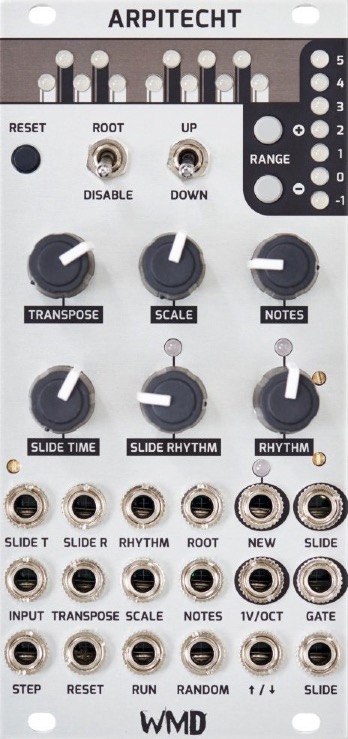 ARPITECHT
5
4
3
2
1
0
-1
RESET
ROOT
UP
+
RANGE
-
DISABLE
DOWN
TRANSPOSE SCALE NOTES
SLIDE TIME SLIDE RHYTHM RHYTHM
SLIDE T SLIDE R RHYTHM ROOT NEW SLIDE
INPUT TRANSPOSE SCALE NOTES 1V/OCT GATE
STEP RESET RUN RANDOM ↑/↓ SLIDE
WMD